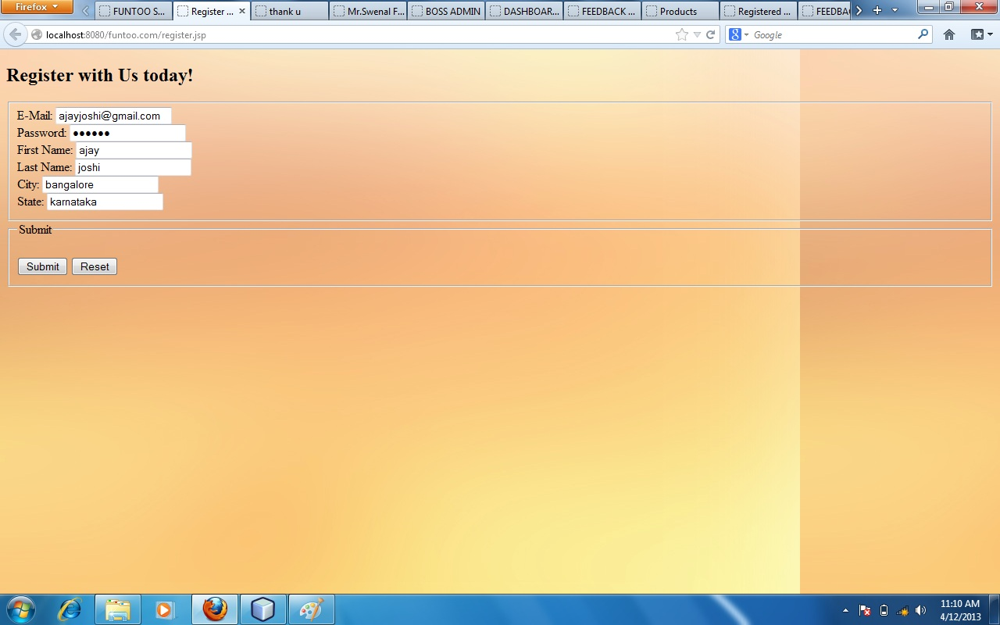 Firefox
FUNTOO S...
Register ...
thank u
Mr.Swenal F...
BOSS ADMIN
DASHBOAR...
FEEDBACK ...
Products
Registered ...
FEEDBA
localhost:8080/funtoo.com/register.jsp
Google
Register with Us today!
E-Mail: ajayjoshi@gmail.com
Password: ●●●●●●
First Name: ajay
Last Name: joshi
City: bangalore
State: karnataka
Submit
Submit Reset
11:10 AM
4/12/2013